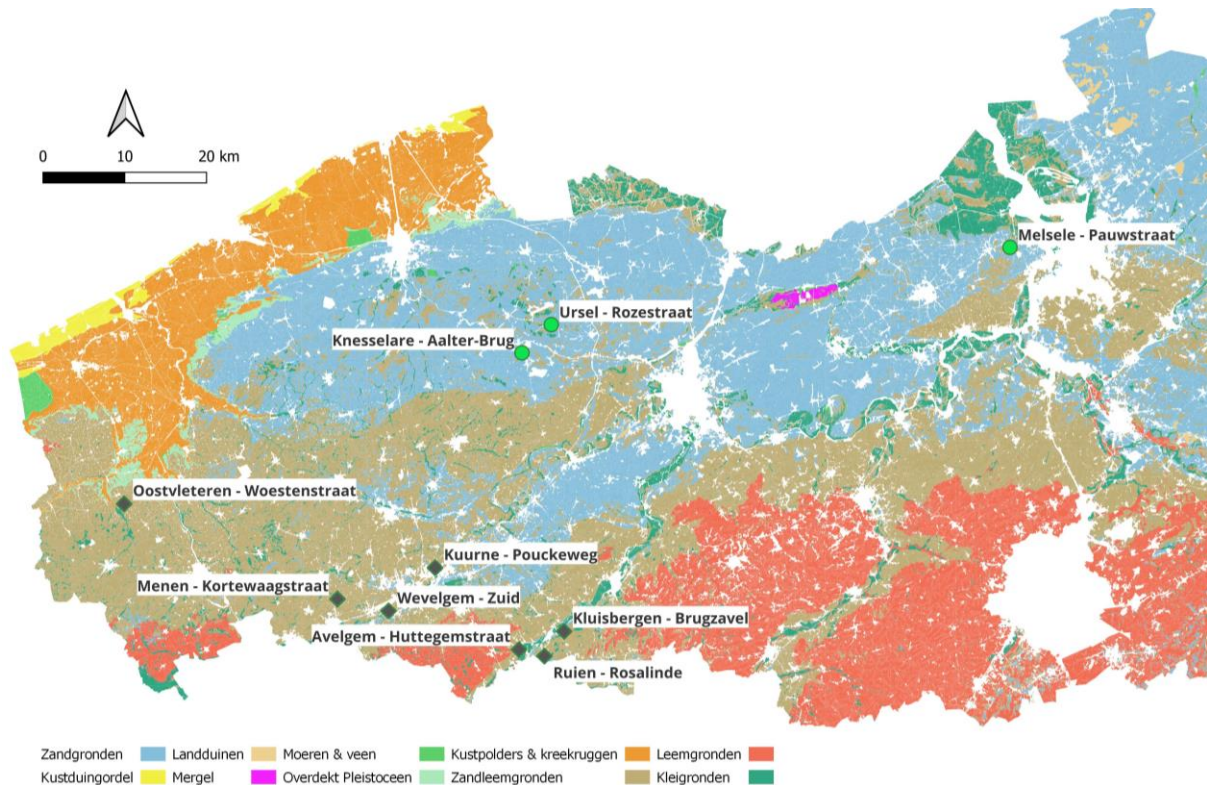 0 10 20 km
Melsele - Pauwstraat
Ursel - Rozestraat
Knesselare - Aalter-Brug
Oostvleteren - Woestenstraat
Kuurne - Pouckeweg
Menen - Kortewaagstraat
Wevelgem - Zuid
Kluisbergen - Brugzavel
Avelgem - Huttegemstraat
Ruien - Rosalinde
Zandgronden Landduinen Moeren & veen Kustpolders & kreekruggen Leemgronden
Kustduingordel Mergel Overdekt Pleistoceen Zandleemgronden Kleigronden